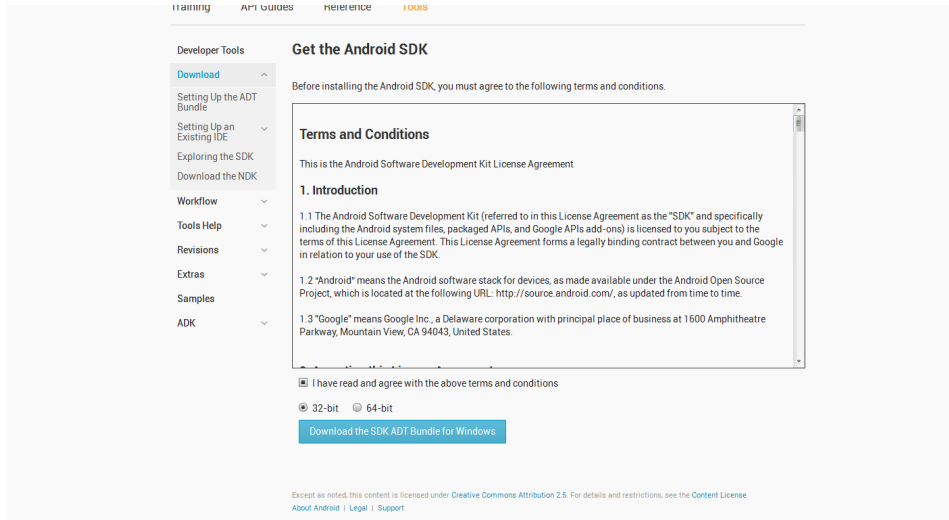 Training API Guides Reference Tools
Developer Tools
Download
Setting Up the ADT
Bundle
Setting Up an
Existing IDE
Exploring the SDK
Download the NDK
Workflow
Tools Help
Revisions
Extras
Samples
ADK
Get the Android SDK
Before installing the Android SDK, you must agree to the following terms and conditions.
Terms and Conditions
This is the Android Software Development Kit License Agreement
1. Introduction
1.1 The Android Software Development Kit (referred to in this License Agreement as the "SDK" and specifically
including the Android system files, packaged APIs, and Google APIs add-ons) is licensed to you subject to the
terms of this License Agreement. This License Agreement forms a legally binding contract between you and Google
in relation to your use of the SDK.
1.2 "Android" means the Android software stack for devices, as made available under the Android Open Source
Project, which is located at the following URL: http://source.android.com/, as updated from time to time.
1.3 "Google" means Google Inc., a Delaware corporation with principal place of business at 1600 Amphitheatre
Parkway, Mountain View, CA 94043, United States.
I have read and agree with the above terms and conditions
32-bit 64-bit
Download the SDK ADT Bundle for Windows
Except as noted, this content is licensed under Creative Commons Attribution 2.5. For details and restrictions, see the Content License.
About Android | Legal | Support